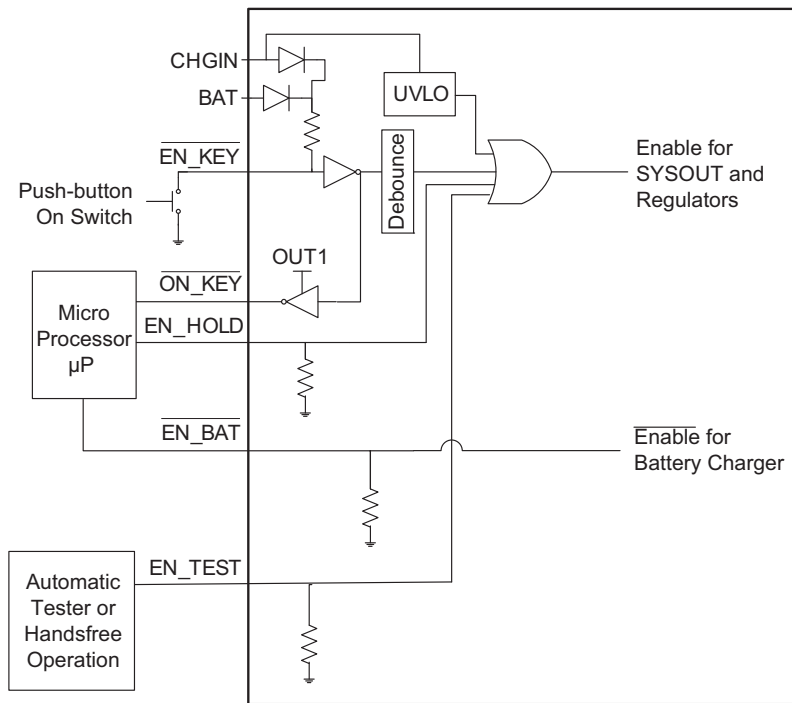 CHGIN
BAT
UVLO
EN_KEY
Debounce
Enable for
SYSOUT and
Regulators
Push-button
On Switch
OUT1
ON_KEY
Micro
Processor
µP
EN_HOLD
EN_BAT
Enable for
Battery Charger
EN_TEST
Automatic
Tester or
Handsfree
Operation